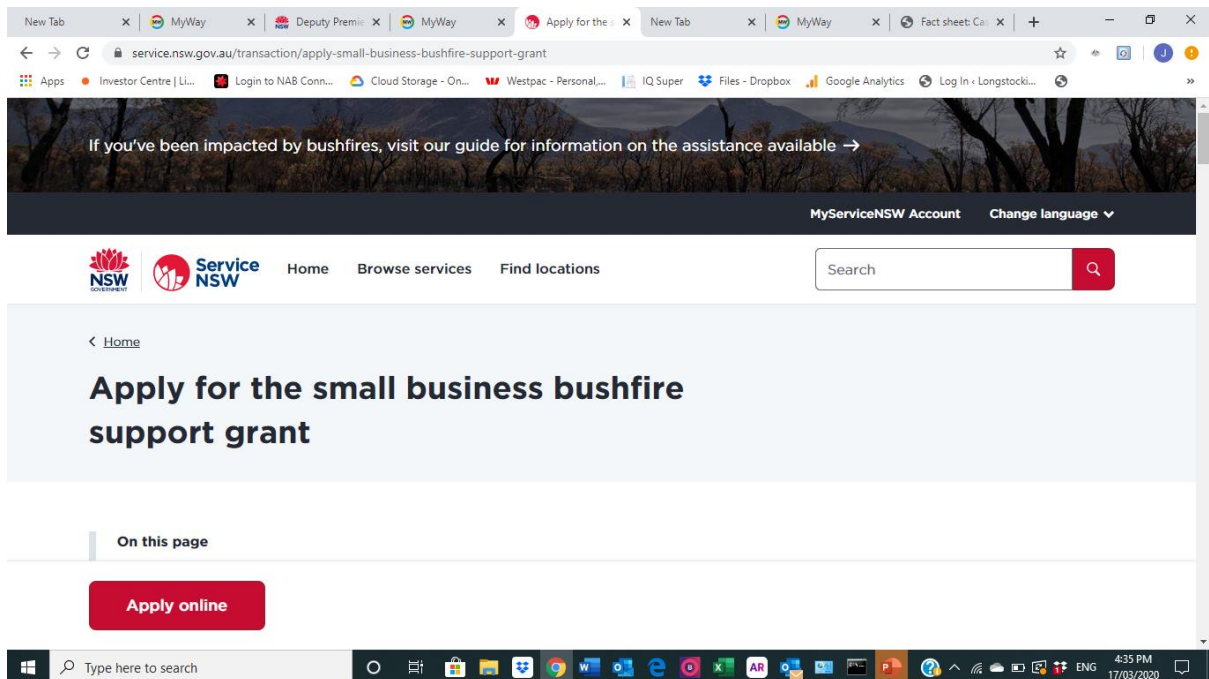 New Tab
MyWay
Deputy Premie
MyWay
Apply for the s
New Tab
MyWay
Fact sheet: Cas
service.nsw.gov.au/transaction/apply-small-business-bushfire-support-grant
Apps
Investor Centre | Li...
Login to NAB Conn...
Cloud Storage - On...
Westpac - Personal,...
IQ Super
Files - Dropbox
Google Analytics
Log In ‹ Longstocki...
»
If you've been impacted by bushfires, visit our guide for information on the assistance available →
MyServiceNSW Account
Change language
NSW
GOVERNMENT
Service
NSW
Home
Browse services
Find locations
Search
Home
Apply for the small business bushfire
support grant
On this page
Apply online
Type here to search
AR
ENG
4:35 PM
17/03/2020